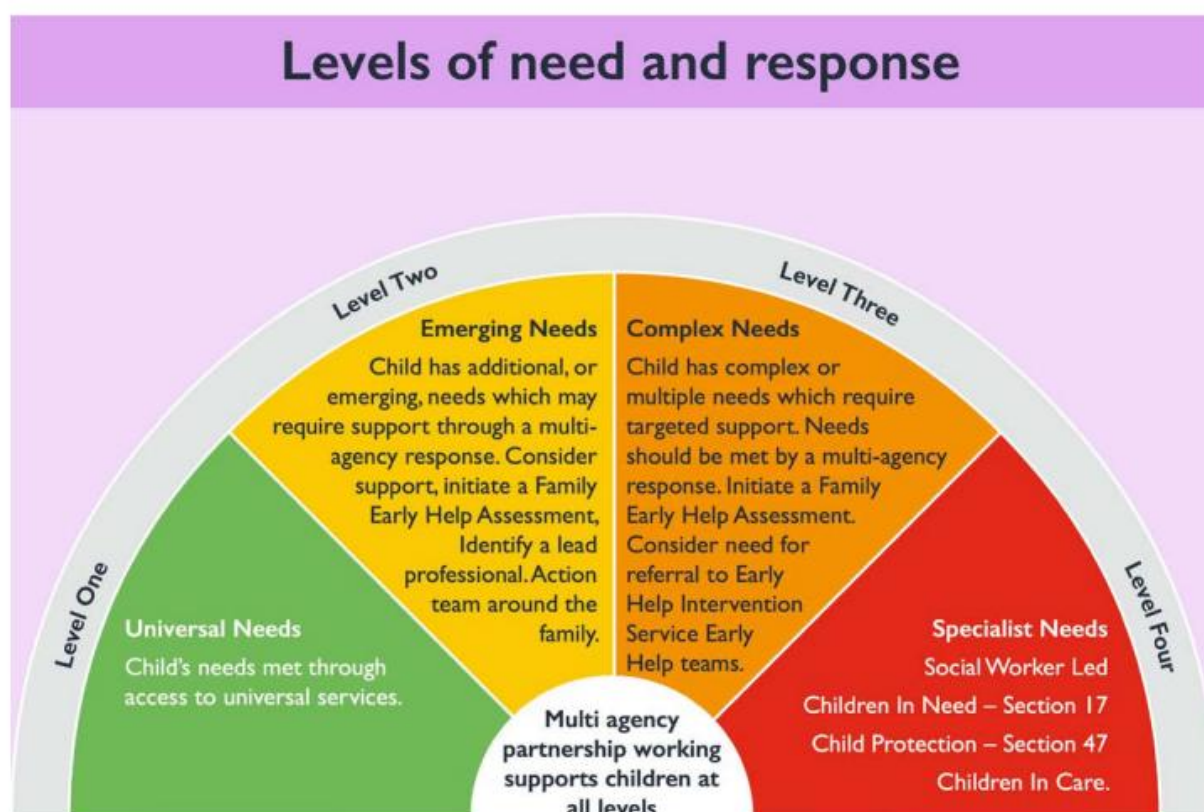 Levels of need and response
Level One
Universal Needs
Child's needs met through
access to universal services.
Level Two
Emerging Needs
Child has additional, or
emerging, needs which may
require support through a multi-
agency response. Consider
support, initiate a Family
Early Help Assessment,
Identify a lead
professional. Action
team around the
family.
Level Three
Complex Needs
Child has complex or
multiple needs which require
targeted support. Needs
should be met by a multi-agency
response. Initiate a Family
Early Help Assessment.
Consider need for
referral to Early
Help Intervention
Service Early
Help teams.
Level Four
Specialist Needs
Social Worker Led
Children In Need – Section 17
Child Protection – Section 47
Children In Care.
Multi agency
partnership working
supports children at
all levels